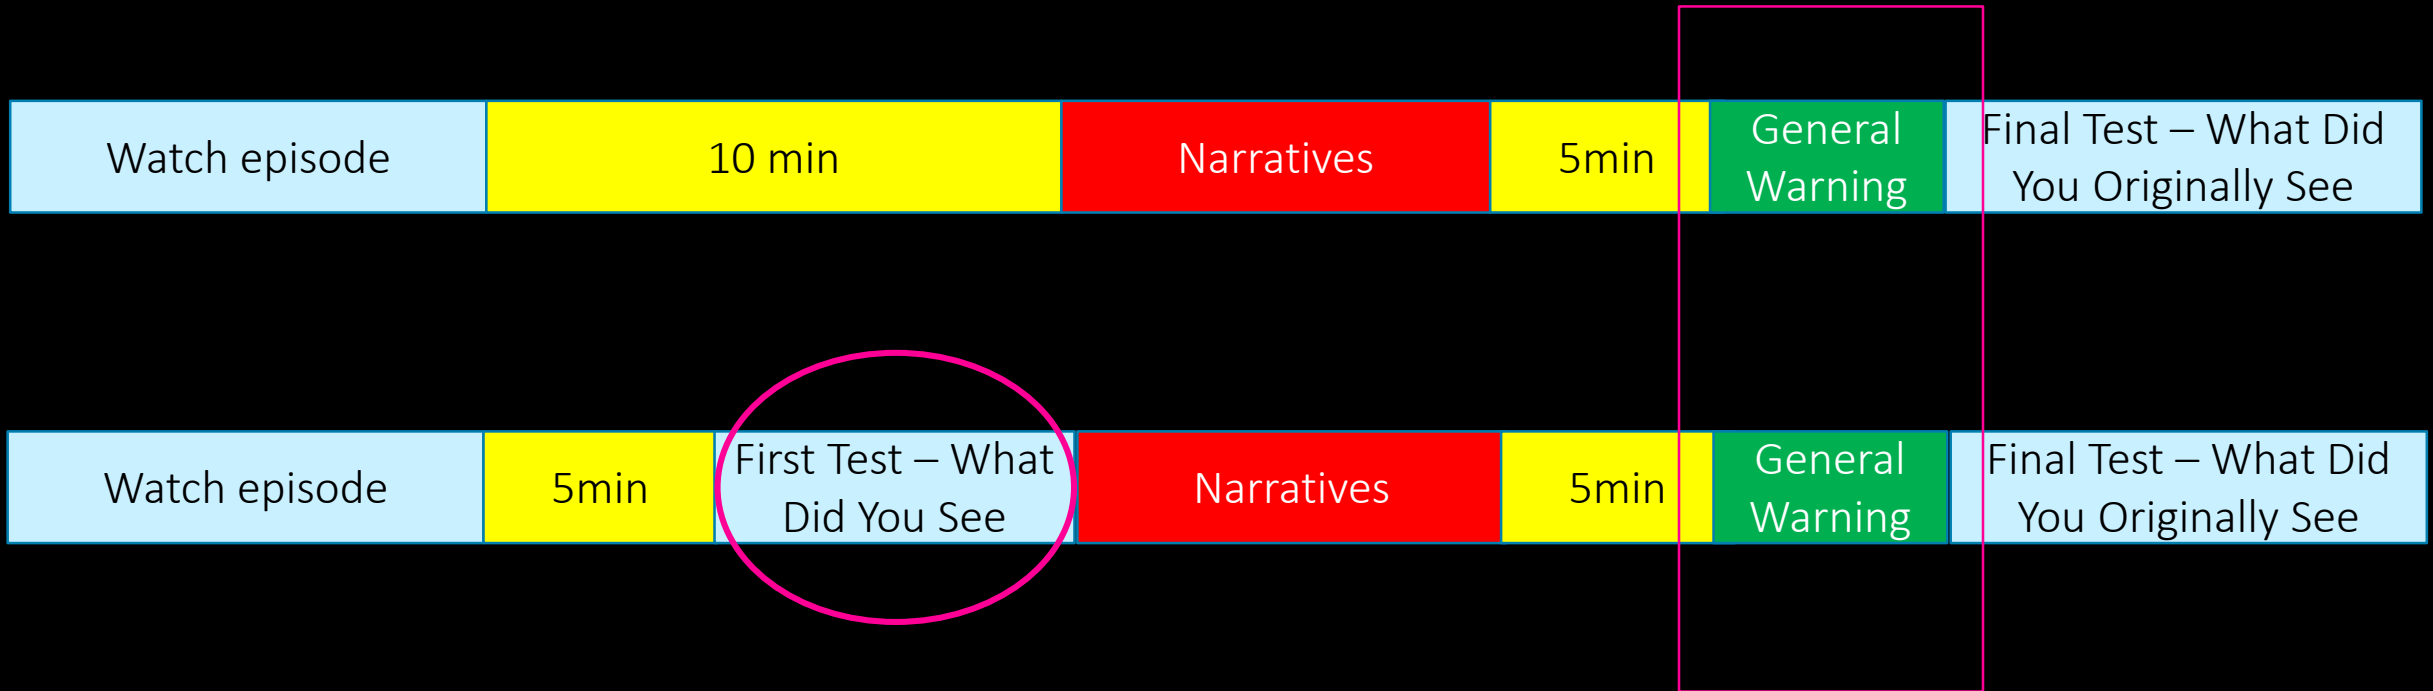 Watch episode
10 min
Narratives
5min
General
Warning
Final Test – What Did
You Originally See
Watch episode
5min
First Test – What
Did You See
Narratives
5min
General
Warning
Final Test – What Did
You Originally See